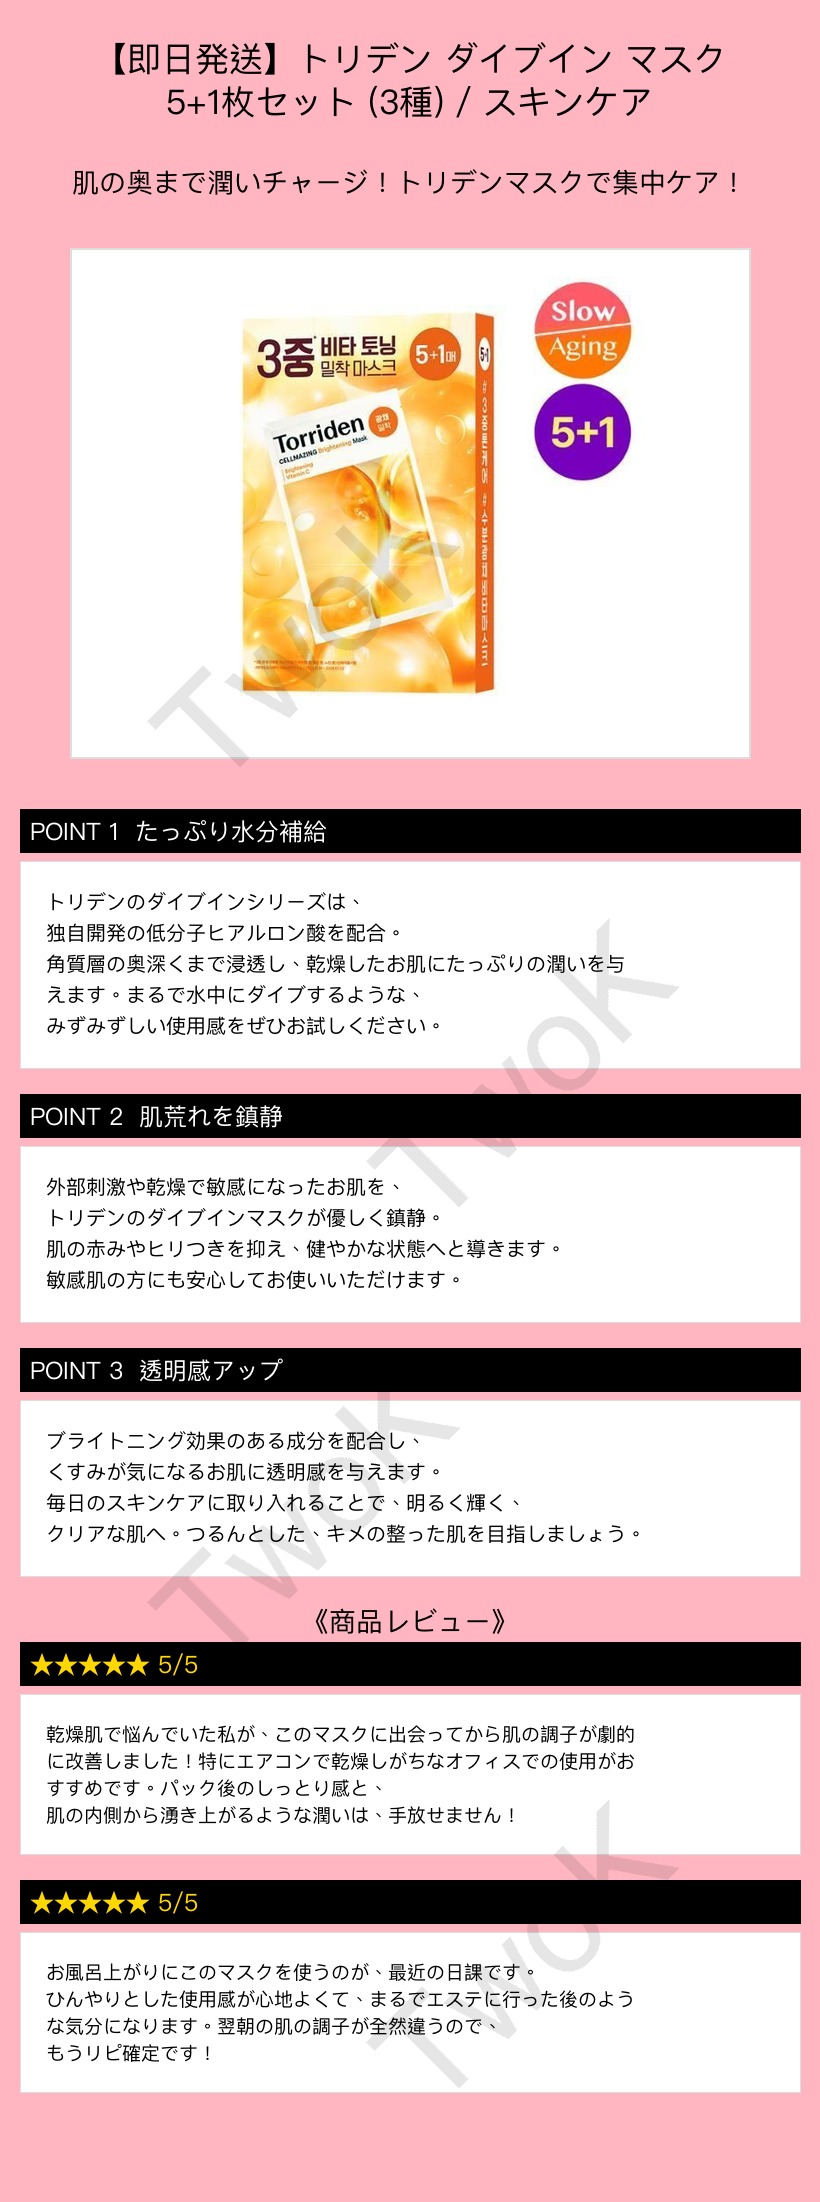 【即日発送】トリデン ダイブイン マスク
5+1枚セット (3種) / スキンケア
肌の奥まで潤いチャージ！トリデンマスクで集中ケア！
Slow
Aging
5+1
3중 비타 토닝
밀착 마스크
5+1매
5+1
광채
밀착
Torriden
CELLMAZING Brightening Mask
Brightening
Vitamin C
TwoK
POINT 1 たっぷり水分補給
トリデンのダイブインシリーズは、
独自開発の低分子ヒアルロン酸を配合。
角質層の奥深くまで浸透し、乾燥したお肌にたっぷりの潤いを与
えます。まるで水中にダイブするような、
みずみずしい使用感をぜひお試しください。
TwoK
POINT 2 肌荒れを鎮静
外部刺激や乾燥で敏感になったお肌を、
トリデンのダイブインマスクが優しく鎮静。
肌の赤みやヒリつきを抑え、健やかな状態へと導きます。
敏感肌の方にも安心してお使いいただけます。
POINT 3 透明感アップ
ブライトニング効果のある成分を配合し、
くすみが気になるお肌に透明感を与えます。
毎日のスキンケアに取り入れることで、明るく輝く、
クリアな肌へ。つるんとした、キメの整った肌を目指しましょう。
TwoK
《商品レビュー》
★★★★★ 5/5
乾燥肌で悩んでいた私が、このマスクに出会ってから肌の調子が劇的
に改善しました！特にエアコンで乾燥しがちなオフィスでの使用がお
すすめです。パック後のしっとり感と、
肌の内側から湧き上がるような潤いは、手放せません！
★★★★★ 5/5
お風呂上がりにこのマスクを使うのが、最近の日課です。
ひんやりとした使用感が心地よくて、まるでエステに行った後のよう
な気分になります。翌朝の肌の調子が全然違うので、
もうリピ確定です！
TwoK